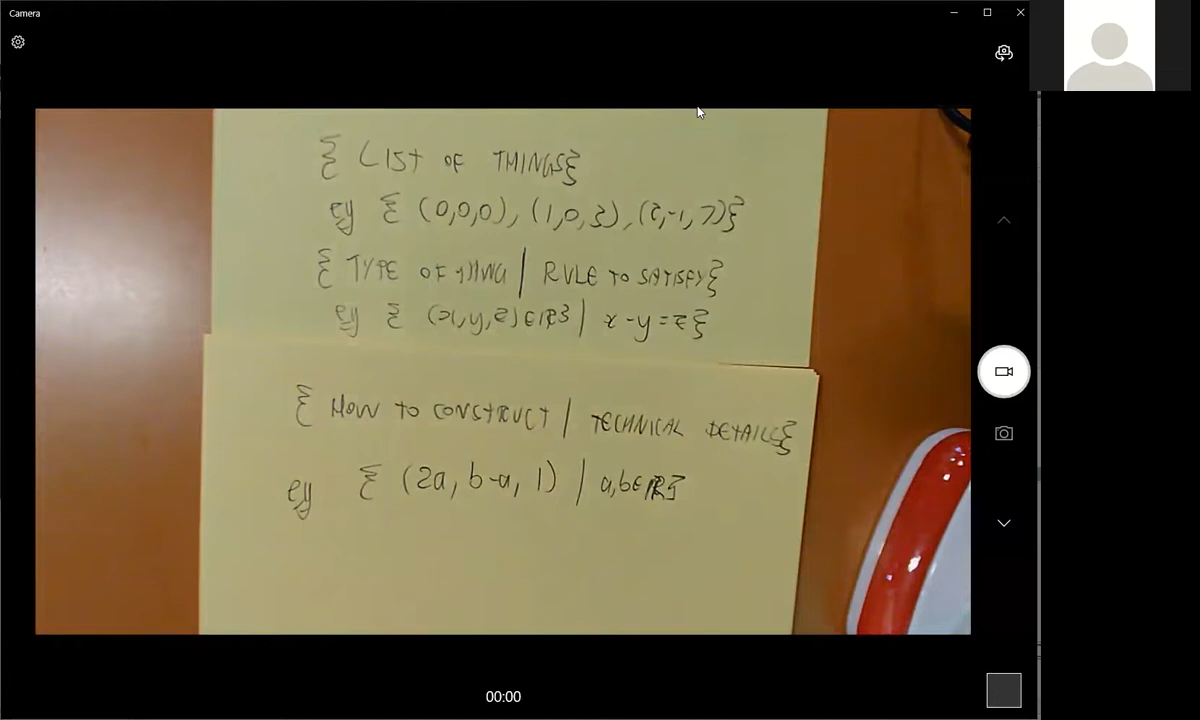 Camera
{ LIST OF THINGS}
eg { (0,0,0), (1,0,3), (2,-1,7)}
{ TYPE OF THING | RULE TO SATISFY}
eg { (x,y,z)∈ℝ3 | x-y=z}
{ HOW TO CONSTRUCT | TECHNICAL DETAILS}
eg { (2a, b-a, 1) | a,b∈ℝ}
00:00